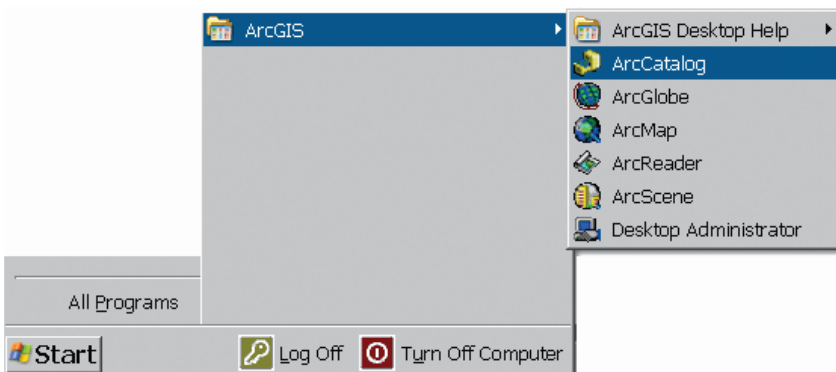 ArcGIS
ArcGIS Desktop Help
ArcCatalog
ArcGlobe
ArcMap
ArcReader
ArcScene
Desktop Administrator
All Programs
Start
Log Off
Turn Off Computer